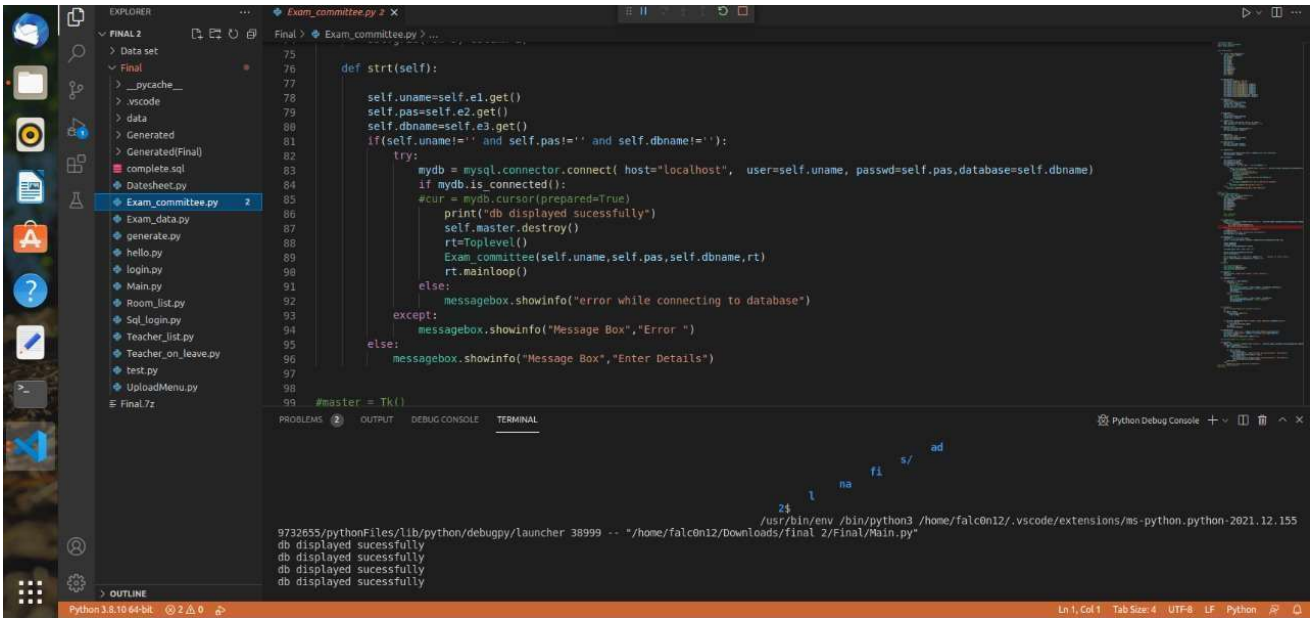 EXPLORER
Exam_committee.py 2
FINAL 2
Final > Exam_committee.py > ...
> Data set
Final
> __pycache__
> .vscode
> data
> Generated
> Generated(Final)
complete.sql
Datesheet.py
Exam_committee.py 2
Exam_data.py
generate.py
hello.py
login.py
Main.py
Room_list.py
Sql_login.py
Teacher_list.py
Teacher_on_leave.py
test.py
UploadMenu.py
Final.7z
> OUTLINE
75
76 def strt(self):
77
78 self.uname=self.e1.get()
79 self.pas=self.e2.get()
80 self.dbname=self.e3.get()
81 if(self.uname!='' and self.pas!='' and self.dbname!=''):
82 try:
83 mydb = mysql.connector.connect( host="localhost", user=self.uname, passwd=self.pas,database=self.dbname)
84 if mydb.is_connected():
85 #cur = mydb.cursor(prepared=True)
86 print("db displayed sucessfully")
87 self.master.destroy()
88 rt=Toplevel()
89 Exam_committee(self.uname,self.pas,self.dbname,rt)
90 rt.mainloop()
91 else:
92 messagebox.showinfo("error while connecting to database")
93 except:
94 messagebox.showinfo("Message Box","Error ")
95 else:
96 messagebox.showinfo("Message Box","Enter Details")
97
98
99 #master = Tk()
PROBLEMS 2 OUTPUT DEBUG CONSOLE TERMINAL
Python Debug Console
ad
s/
fi
na
l
2$
/usr/bin/env /bin/python3 /home/falc0n12/.vscode/extensions/ms-python.python-2021.12.155
9732655/pythonFiles/lib/python/debugpy/launcher 38999 -- "/home/falc0n12/Downloads/final 2/Final/Main.py"
db displayed sucessfully
db displayed sucessfully
db displayed sucessfully
db displayed sucessfully
Python 3.8.10 64-bit 2 0
Ln 1, Col 1 Tab Size: 4 UTF-8 LF Python